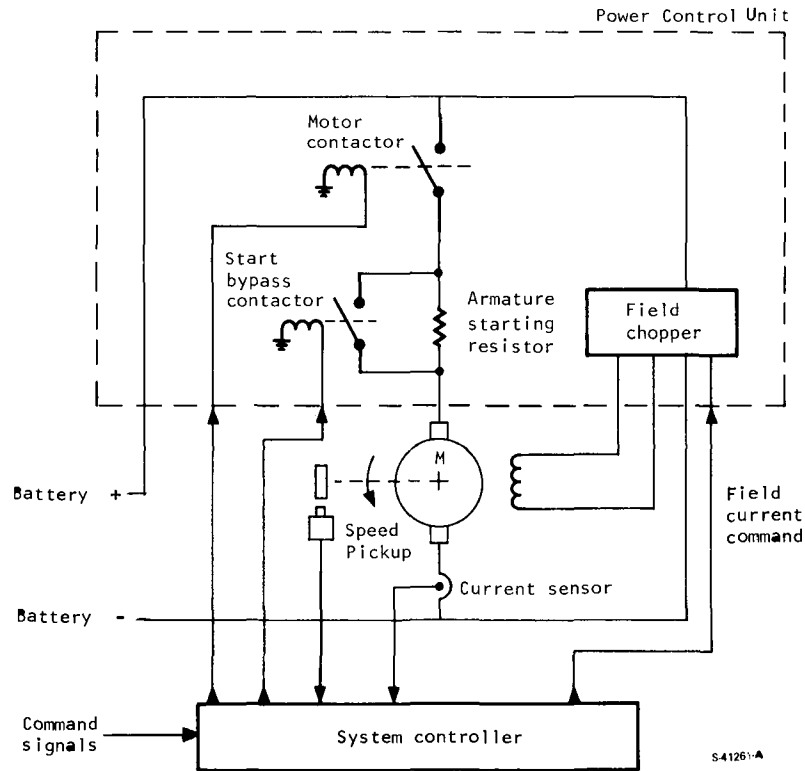 Power Control Unit
Motor
contactor
Start
bypass
contactor
Armature
starting
resistor
Field
chopper
M
Battery +
Speed
Pickup
Field
current
command
Current sensor
Battery -
Command
signals
System controller
S-41261-A